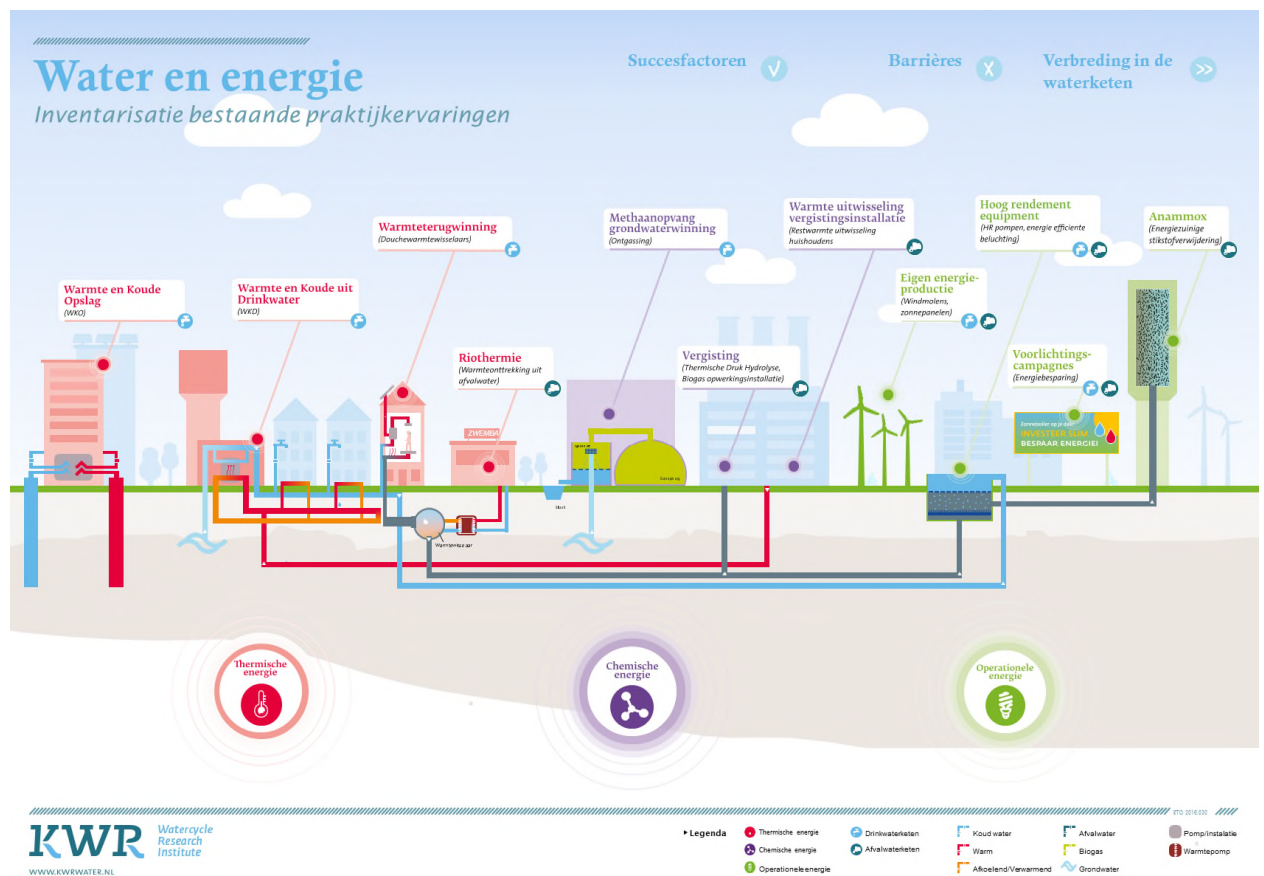 Water en energie
Inventarisatie bestaande praktijkervaringen
Succesfactoren
Barrières
Verbreding in de
waterketen
Warmteterugwinning
(Douchewarmtewisselaars)
Methaanopvang
grondwaterwinning
(Ontgassing)
Warmte uitwisseling
vergistingsinstallatie
(Restwarmte uitwisseling
huishoudens
Hoog rendement
equipment
(HR pompen, energie efficiente
beluchting)
Anammox
(Energiezuinige
stikstofverwijdering)
Warmte en Koude
Opslag
(WKO)
Warmte en Koude uit
Drinkwater
(WKD)
Eigen energie-
productie
(Windmolens,
zonnepanelen)
Riothermie
(Warmteonttrekking uit
afvalwater)
Vergisting
(Thermische Druk Hydrolyse,
Biogas opwerkingsinstallatie)
Voorlichtings-
campagnes
(Energiebesparing)
ZWEMBA
INVESTEER SLIM
BESPAAR ENERGIE!
Thermische
energie
Chemische
energie
Operationele
energie
KTO 2016.030
KWR
Watercycle
Research
Institute
WWW.KWRWATER.NL
Legenda
Thermische energie
Chemische energie
Operationele energie
Drinkwaterketen
Afvalwaterketen
Koud water
Warm
Afkoelend/Verwarmend
Afvalwater
Biogas
Grondwater
Pomp/instalatie
Warmtepomp